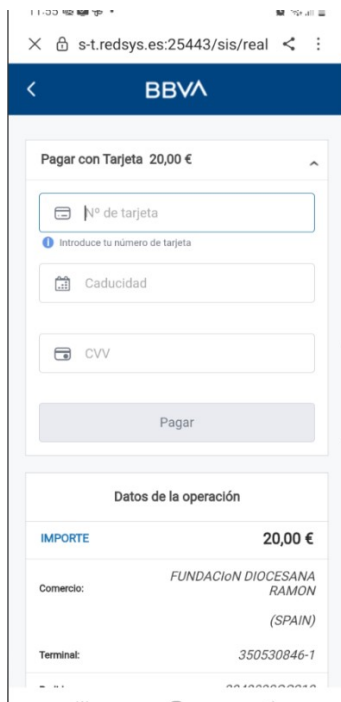 s-t.redsys.es:25443/sis/real
BBVA
Pagar con Tarjeta 20,00 €
Nº de tarjeta
Introduce tu número de tarjeta
Caducidad
CVV
Pagar
Datos de la operación
IMPORTE 20,00 €
Comercio: FUNDACIoN DIOCESANA
RAMON
(SPAIN)
Terminal: 350530846-1